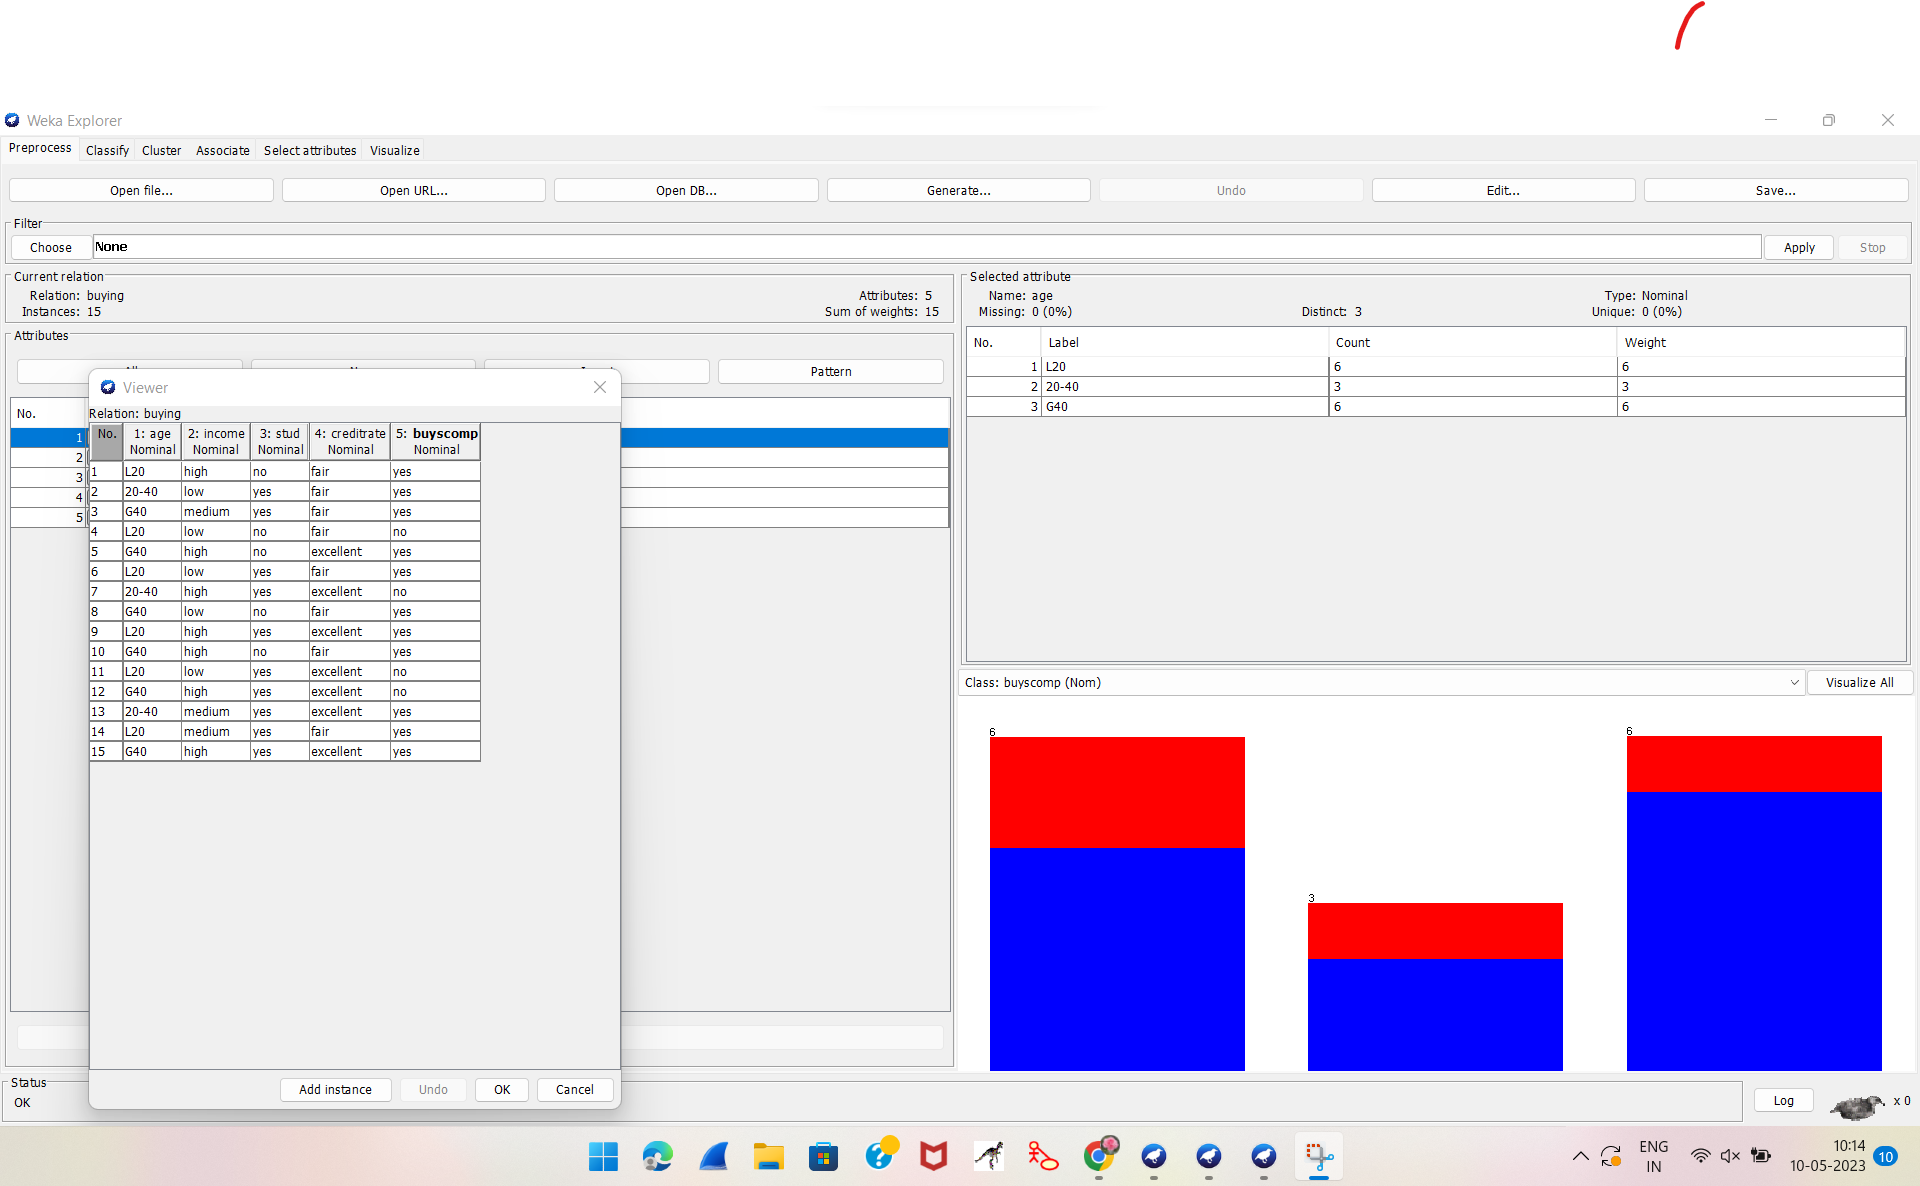 Weka Explorer
Preprocess Classify Cluster Associate Select attributes Visualize
Open file... Open URL... Open DB... Generate... Undo Edit... Save...
Filter
Choose None Apply Stop
Current relation
Relation: buying Attributes: 5
Instances: 15 Sum of weights: 15
Attributes
Pattern
No.
1
2
3
4
5
Viewer
Relation: buying
No. 1: age 2: income 3: stud 4: creditrate 5: buyscomp
Nominal Nominal Nominal Nominal Nominal
1 L20 high no fair yes
2 20-40 low yes fair yes
3 G40 medium yes fair yes
4 L20 low no fair no
5 G40 high no excellent yes
6 L20 low yes fair yes
7 20-40 high yes excellent no
8 G40 low no fair yes
9 L20 high yes excellent yes
10 G40 high no fair yes
11 L20 low yes excellent no
12 G40 high yes excellent no
13 20-40 medium yes excellent yes
14 L20 medium yes fair yes
15 G40 high yes excellent yes
Add instance Undo OK Cancel
Selected attribute
Name: age Type: Nominal
Missing: 0 (0%) Distinct: 3 Unique: 0 (0%)
No. Label Count Weight
1 L20 6 6
2 20-40 3 3
3 G40 6 6
Class: buyscomp (Nom) Visualize All
6
3
6
Status
OK
Log x 0
ENG
IN
10:14
10-05-2023
10